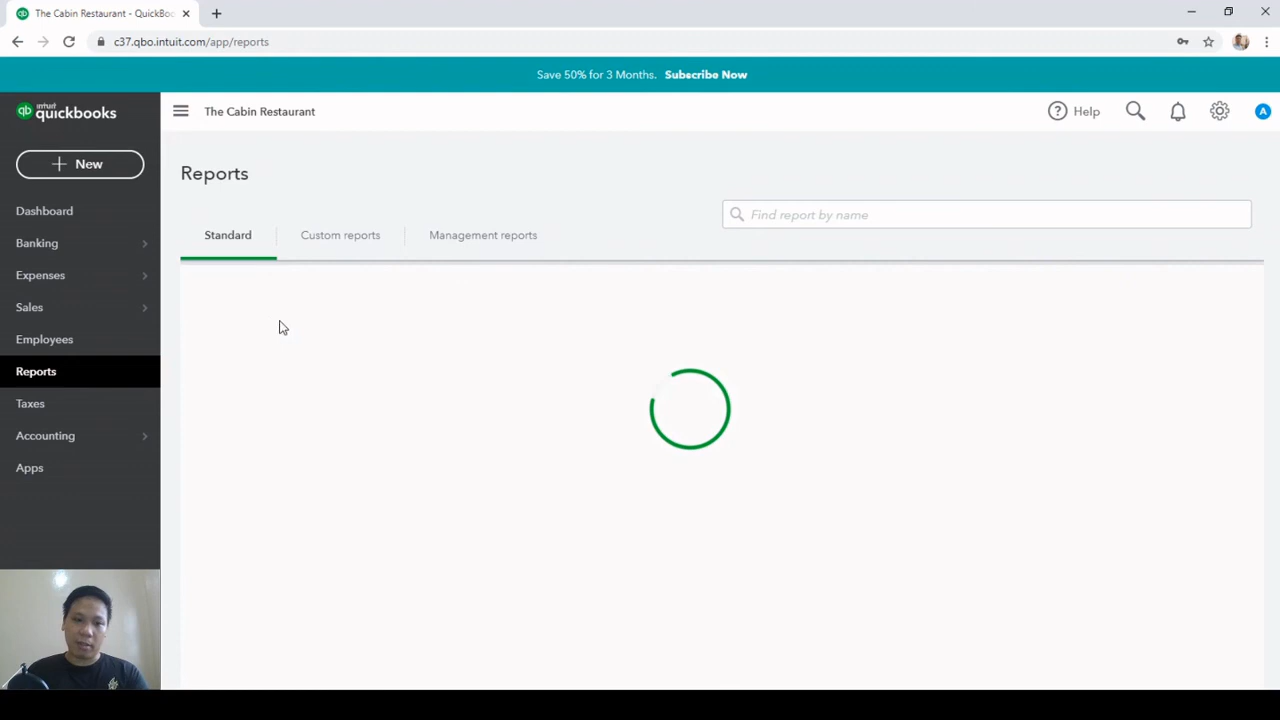 The Cabin Restaurant - QuickBoo
c37.qbo.intuit.com/app/reports
Save 50% for 3 Months. Subscribe Now
qb intuit quickbooks
The Cabin Restaurant
Help
A
New
Reports
Find report by name
Standard
Custom reports
Management reports
Dashboard
Banking
Expenses
Sales
Employees
Reports
Taxes
Accounting
Apps